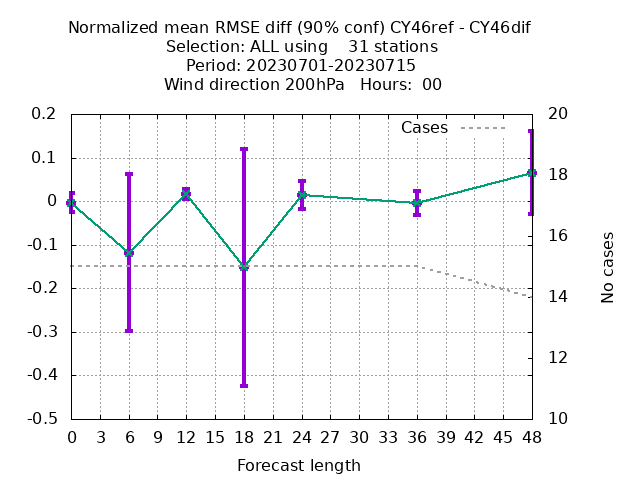 Normalized mean RMSE diff (90% conf) CY46ref - CY46dif
Selection: ALL using    31 stations
Period: 20230701-20230715
Wind direction 200hPa   Hours:  00
0.2
0.1
0
-0.1
-0.2
-0.3
-0.4
-0.5
Cases
20
18
16
14
12
10
No cases
0 3 6 9 12 15 18 21 24 27 30 33 36 39 42 45 48
Forecast length